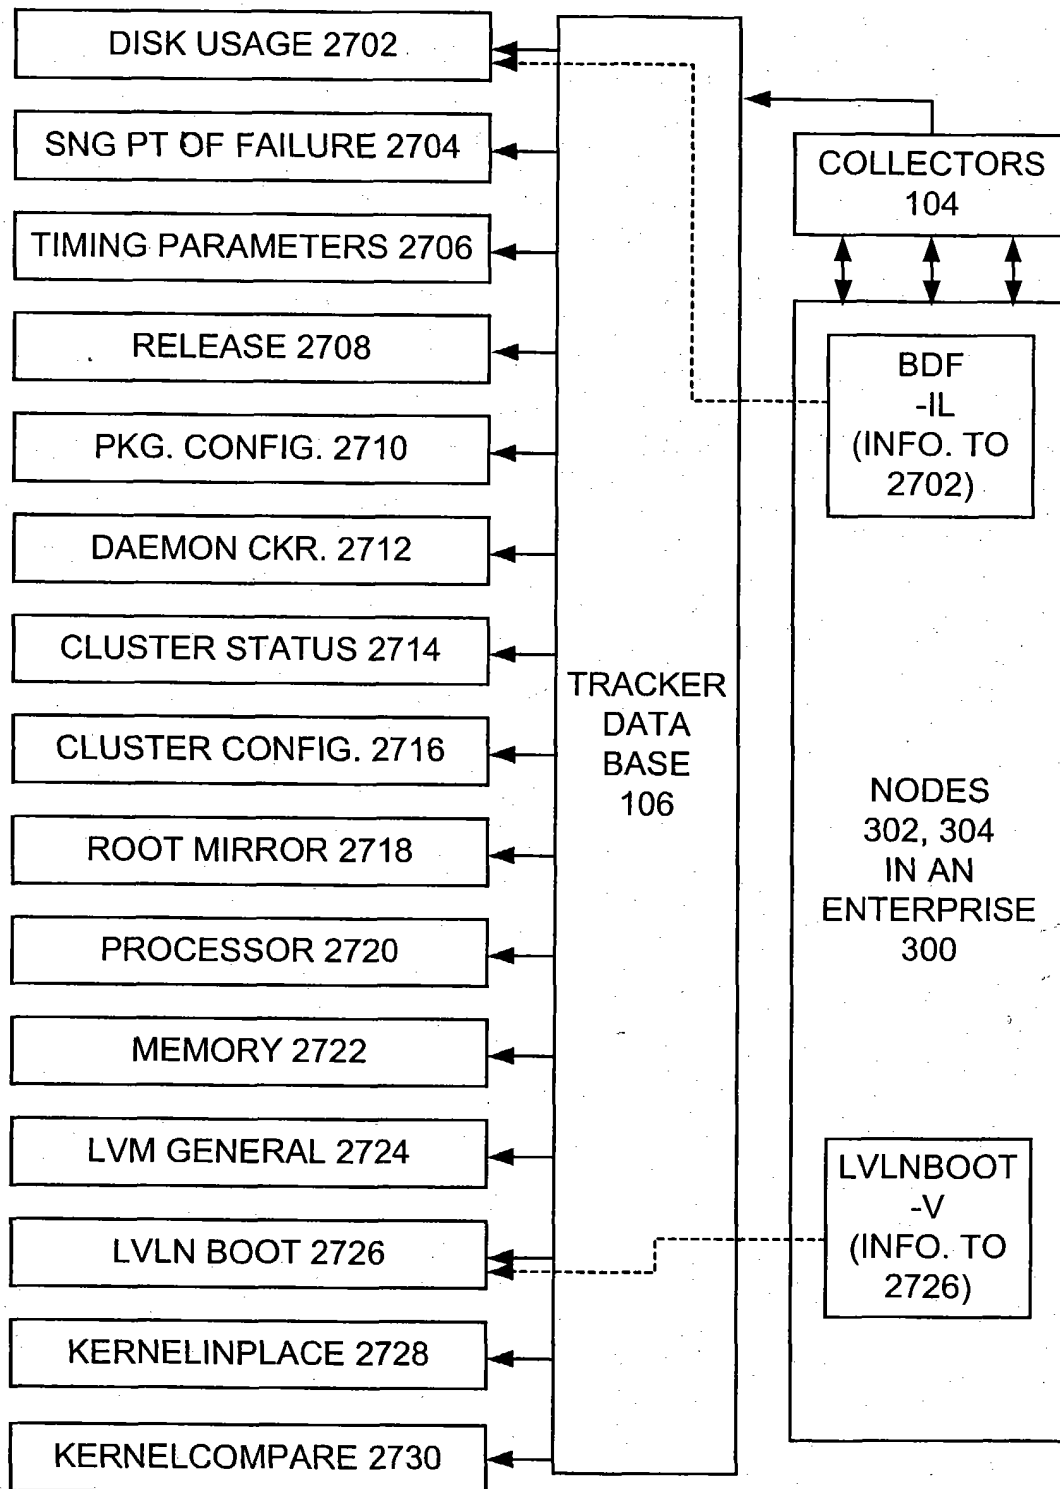 DISK USAGE 2702
SNG PT OF FAILURE 2704
TIMING PARAMETERS 2706
RELEASE 2708
PKG. CONFIG. 2710
DAEMON CKR. 2712
CLUSTER STATUS 2714
CLUSTER CONFIG. 2716
ROOT MIRROR 2718
PROCESSOR 2720
MEMORY 2722
LVM GENERAL 2724
LVLN BOOT 2726
KERNELINPLACE 2728
KERNELCOMPARE 2730
TRACKER
DATA
BASE
106
COLLECTORS
104
BDF
-IL
(INFO. TO
2702)
NODES
302, 304
IN AN
ENTERPRISE
300
LVLNBOOT
-V
(INFO. TO
2726)